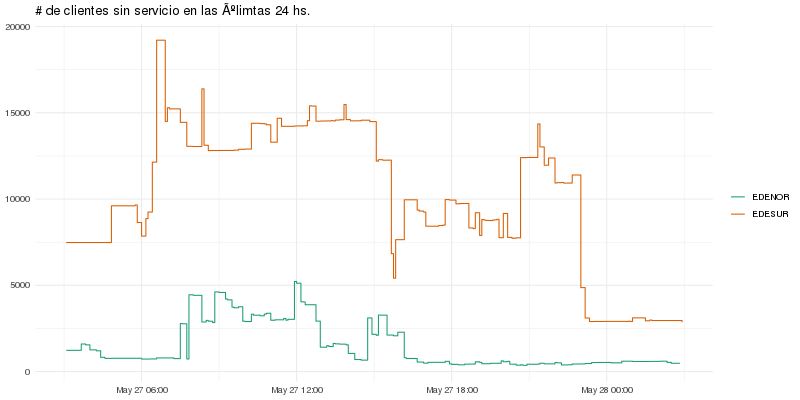 # de clientes sin servicio en las Ãºlimtas 24 hs.
20000
15000
10000
5000
0
May 27 06:00
May 27 12:00
May 27 18:00
May 28 00:00
EDENOR
EDESUR